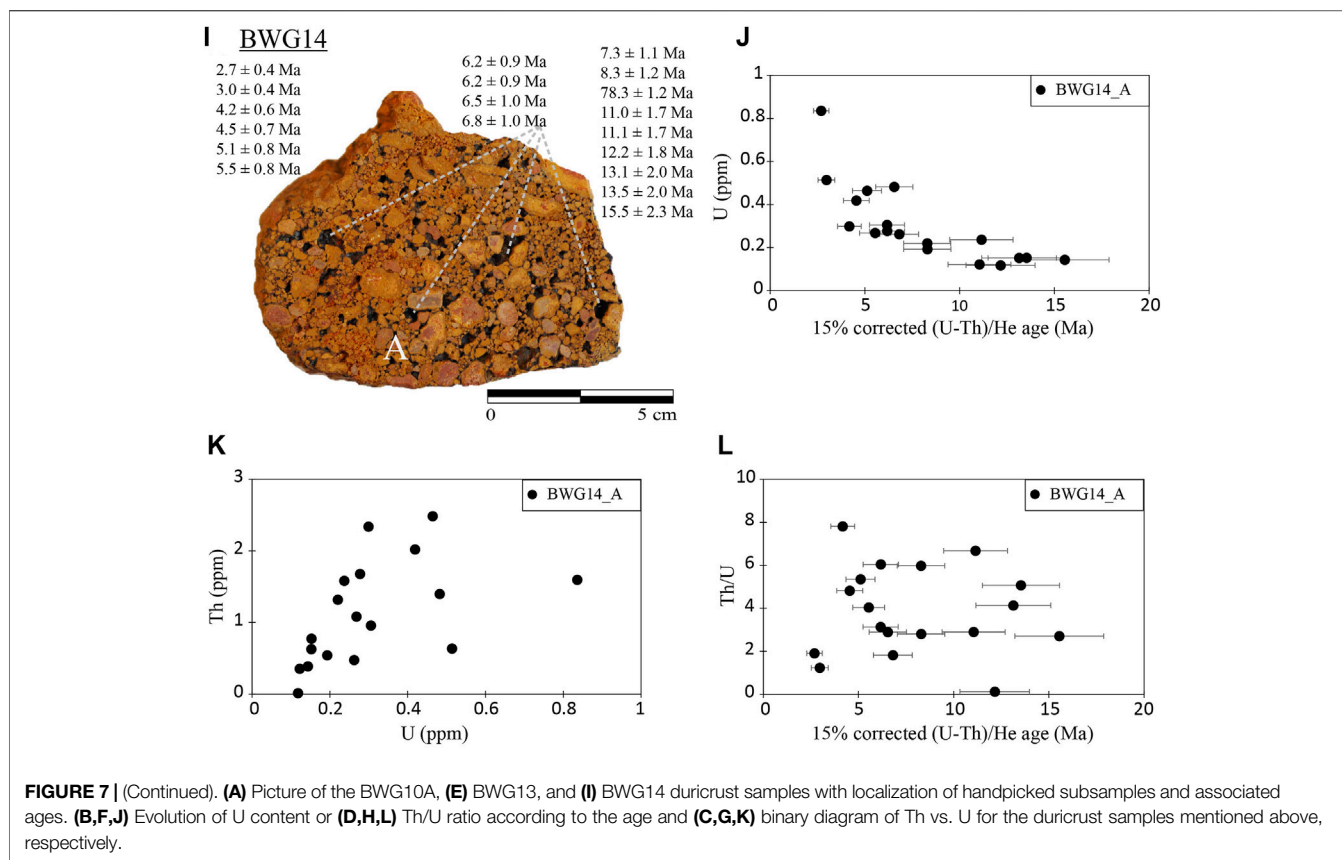 I BWG14
2.7 ± 0.4 Ma
3.0 ± 0.4 Ma
4.2 ± 0.6 Ma
4.5 ± 0.7 Ma
5.1 ± 0.8 Ma
5.5 ± 0.8 Ma
6.2 ± 0.9 Ma
6.2 ± 0.9 Ma
6.5 ± 1.0 Ma
6.8 ± 1.0 Ma
7.3 ± 1.1 Ma
8.3 ± 1.2 Ma
78.3 ± 1.2 Ma
11.0 ± 1.7 Ma
11.1 ± 1.7 Ma
12.2 ± 1.8 Ma
13.1 ± 2.0 Ma
13.5 ± 2.0 Ma
15.5 ± 2.3 Ma
A
0 5 cm
J
BWG14_A
U (ppm)
1
0.8
0.6
0.4
0.2
0
0 5 10 15 20
15% corrected (U-Th)/He age (Ma)
K
BWG14_A
Th (ppm)
3
2
1
0
0 0.2 0.4 0.6 0.8 1
U (ppm)
L
BWG14_A
Th/U
10
8
6
4
2
0
0 5 10 15 20
15% corrected (U-Th)/He age (Ma)
FIGURE 7 | (Continued). (A) Picture of the BWG10A, (E) BWG13, and (I) BWG14 duricrust samples with localization of handpicked subsamples and associated
ages. (B,F,J) Evolution of U content or (D,H,L) Th/U ratio according to the age and (C,G,K) binary diagram of Th vs. U for the duricrust samples mentioned above,
respectively.